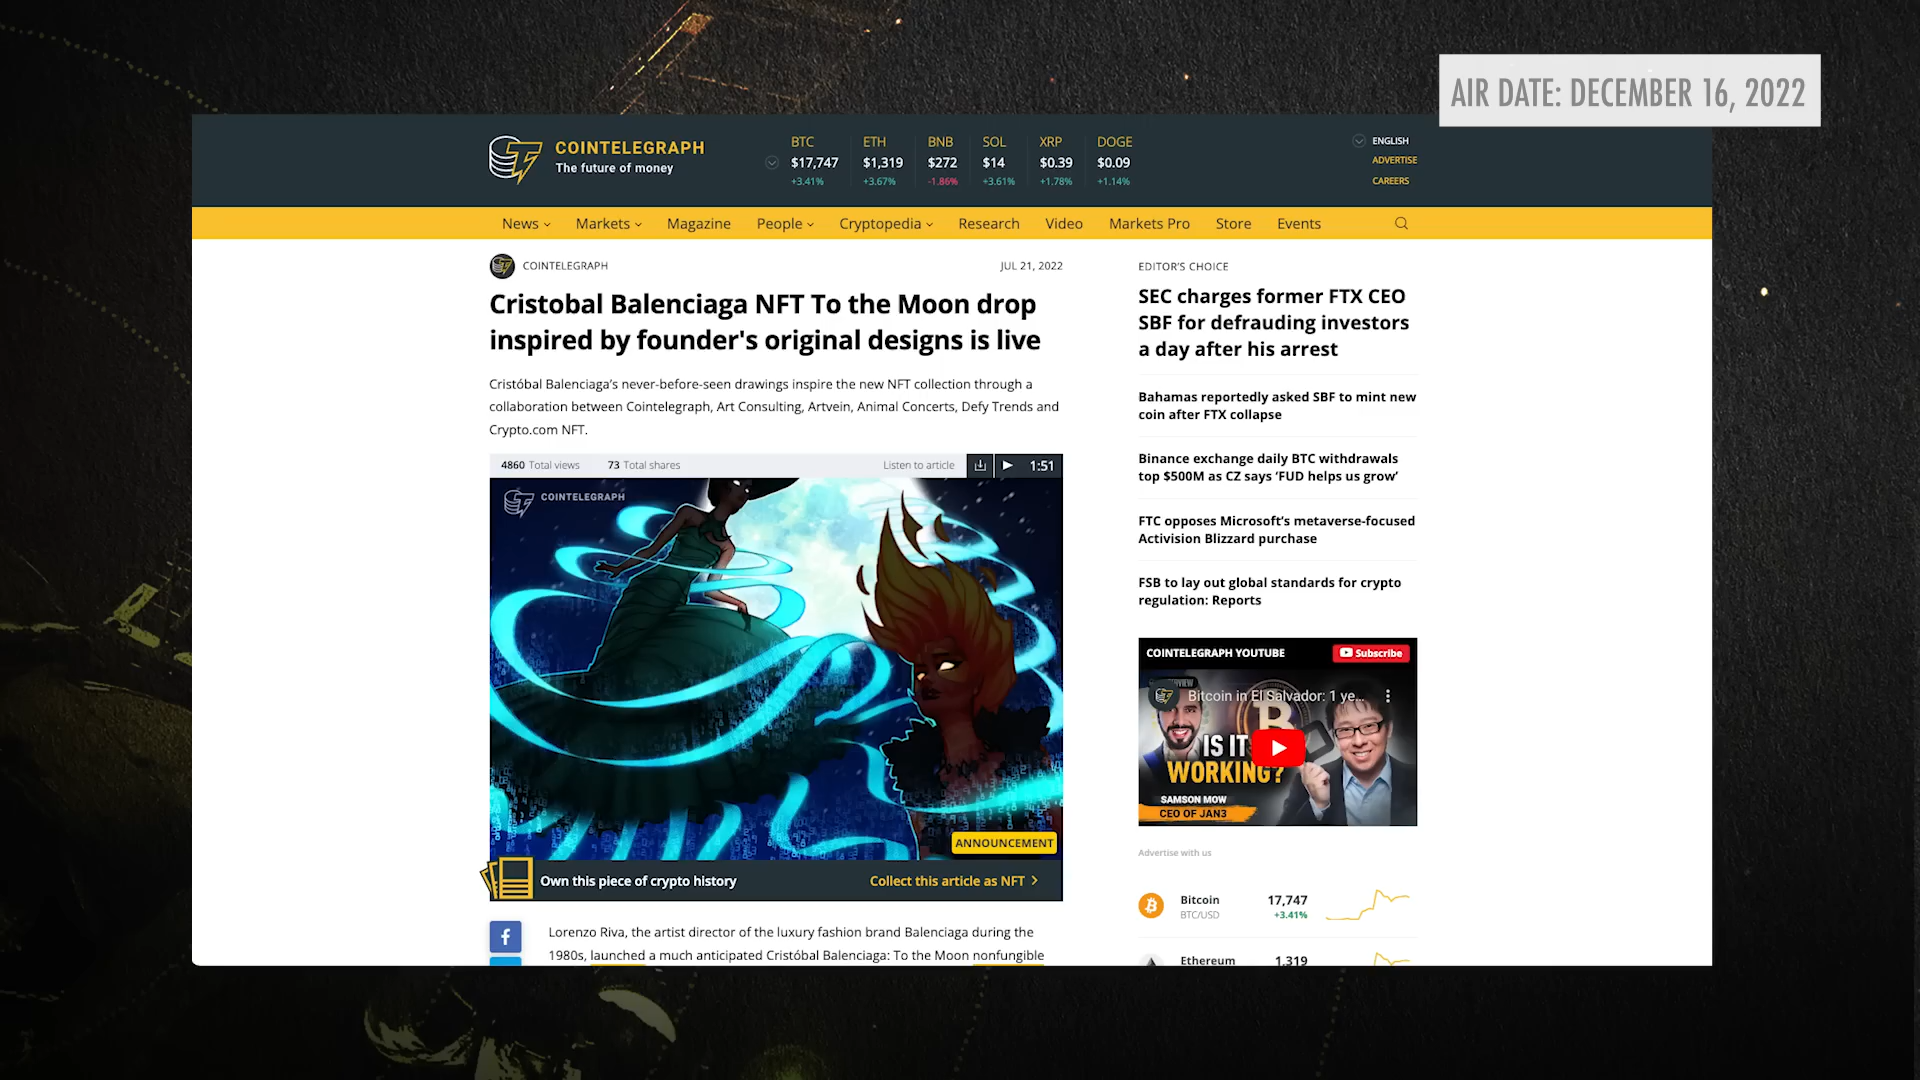 AIR DATE: DECEMBER 16, 2022
COINTELEGRAPH
The future of money
BTC ETH BNB SOL XRP DOGE
$17,747 $1,319 $272 $14 $0.39 $0.09
+3.41% +3.67% -1.86% +3.61% +1.78% +1.14%
ENGLISH
ADVERTISE
CAREERS
News Markets Magazine People Cryptopedia Research Video Markets Pro Store Events
COINTELEGRAPH JUL 21, 2022
Cristobal Balenciaga NFT To the Moon drop
inspired by founder's original designs is live
Cristóbal Balenciaga’s never-before-seen drawings inspire the new NFT collection through a
collaboration between Cointelegraph, Art Consulting, Artvein, Animal Concerts, Defy Trends and
Crypto.com NFT.
4860 Total views 73 Total shares Listen to article 1:51
COINTELEGRAPH
ANNOUNCEMENT
Own this piece of crypto history Collect this article as NFT
Lorenzo Riva, the artist director of the luxury fashion brand Balenciaga during the
1980s, launched a much anticipated Cristóbal Balenciaga: To the Moon nonfungible
EDITOR'S CHOICE
SEC charges former FTX CEO
SBF for defrauding investors
a day after his arrest
Bahamas reportedly asked SBF to mint new
coin after FTX collapse
Binance exchange daily BTC withdrawals
top $500M as CZ says ‘FUD helps us grow’
FTC opposes Microsoft’s metaverse-focused
Activision Blizzard purchase
FSB to lay out global standards for crypto
regulation: Reports
COINTELEGRAPH YOUTUBE Subscribe
Bitcoin in El Salvador: 1 ye...
IS IT
WORKING?
SAMSON MOW
CEO OF JAN3
Advertise with us
Bitcoin 17,747
BTC/USD +3.41%
Ethereum 1,319